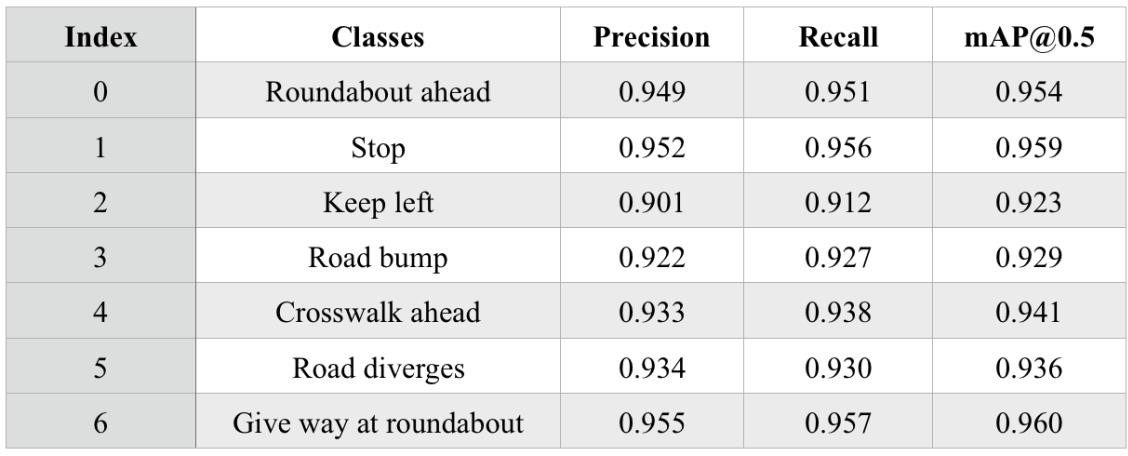 Index Classes Precision Recall mAP@0.5
0 Roundabout ahead 0.949 0.951 0.954
1 Stop 0.952 0.956 0.959
2 Keep left 0.901 0.912 0.923
3 Road bump 0.922 0.927 0.929
4 Crosswalk ahead 0.933 0.938 0.941
5 Road diverges 0.934 0.930 0.936
6 Give way at roundabout 0.955 0.957 0.960